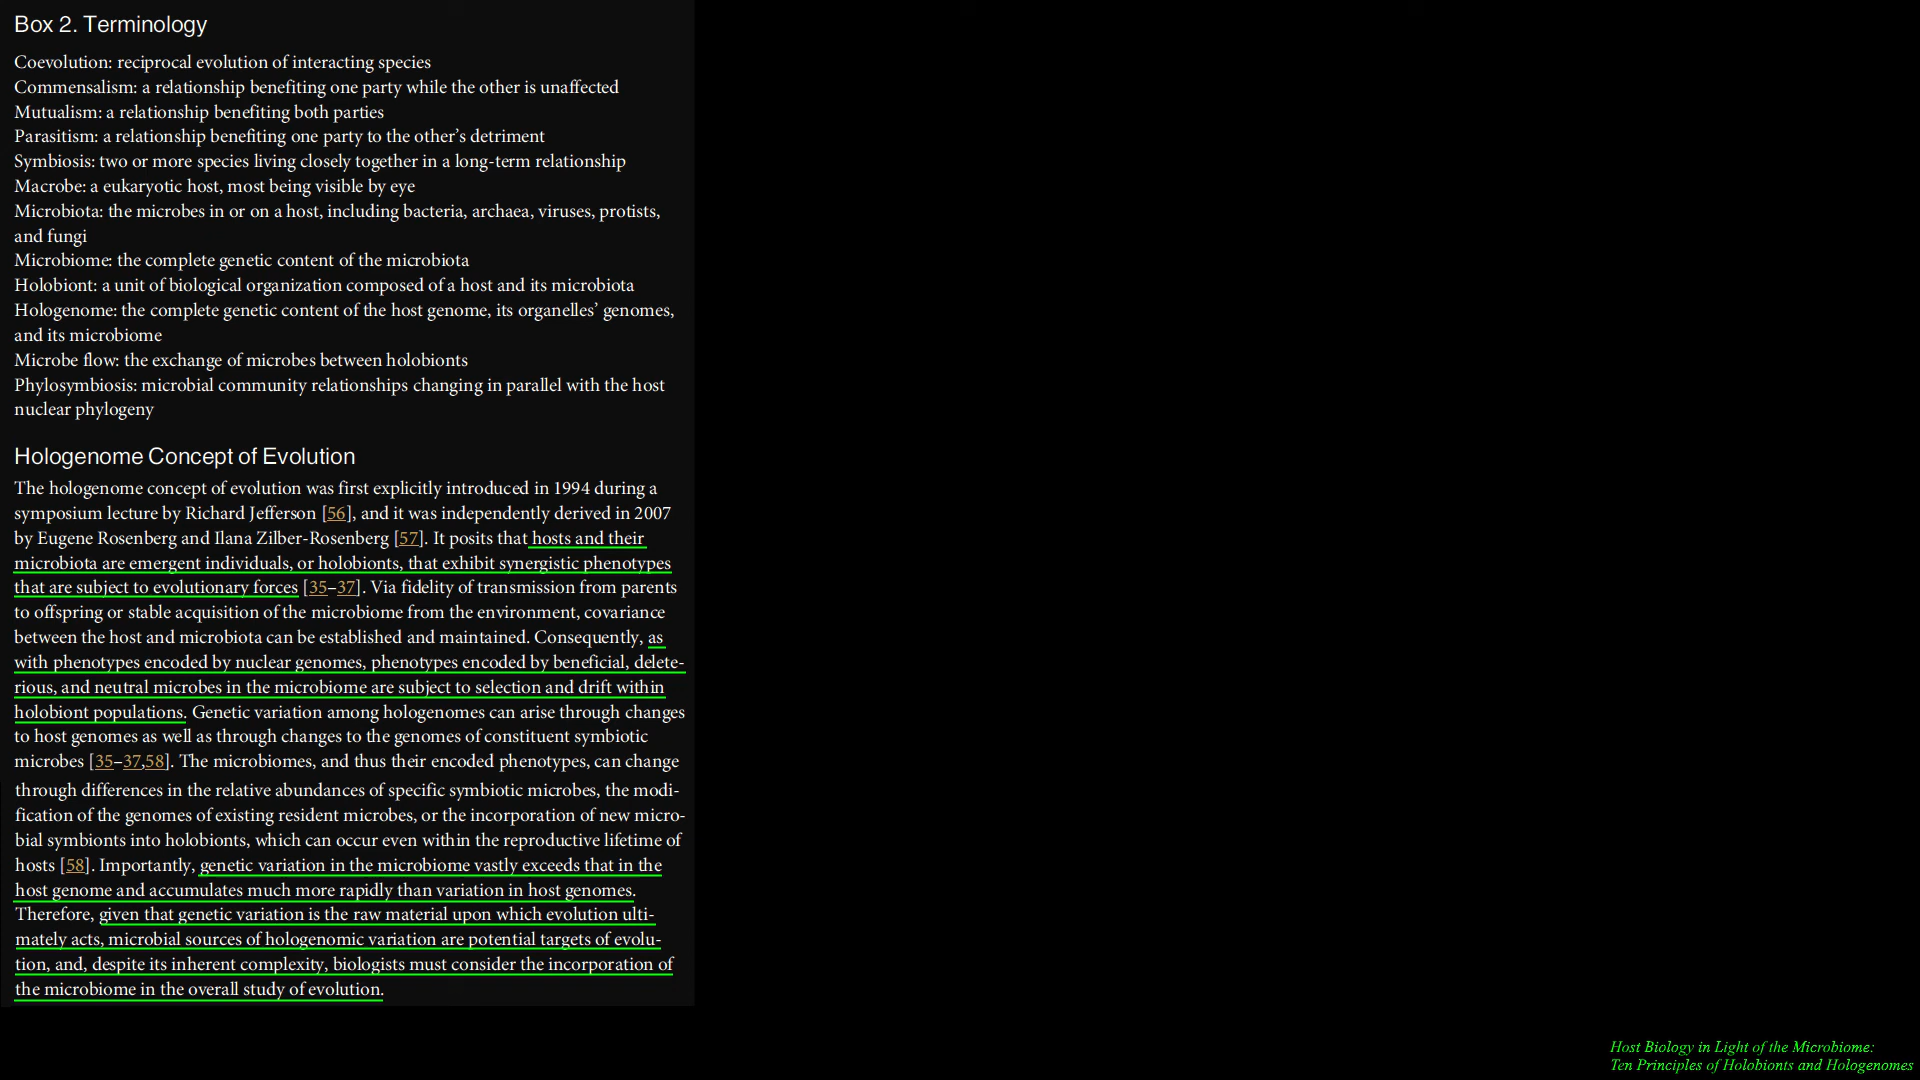 Box 2. Terminology
Coevolution: reciprocal evolution of interacting species
Commensalism: a relationship benefiting one party while the other is unaffected
Mutualism: a relationship benefiting both parties
Parasitism: a relationship benefiting one party to the other’s detriment
Symbiosis: two or more species living closely together in a long-term relationship
Macrobe: a eukaryotic host, most being visible by eye
Microbiota: the microbes in or on a host, including bacteria, archaea, viruses, protists,
and fungi
Microbiome: the complete genetic content of the microbiota
Holobiont: a unit of biological organization composed of a host and its microbiota
Hologenome: the complete genetic content of the host genome, its organelles’ genomes,
and its microbiome
Microbe flow: the exchange of microbes between holobionts
Phylosymbiosis: microbial community relationships changing in parallel with the host
nuclear phylogeny
Hologenome Concept of Evolution
The hologenome concept of evolution was first explicitly introduced in 1994 during a
symposium lecture by Richard Jefferson [56], and it was independently derived in 2007
by Eugene Rosenberg and Ilana Zilber-Rosenberg [57]. It posits that hosts and their
microbiota are emergent individuals, or holobionts, that exhibit synergistic phenotypes
that are subject to evolutionary forces [35–37]. Via fidelity of transmission from parents
to offspring or stable acquisition of the microbiome from the environment, covariance
between the host and microbiota can be established and maintained. Consequently, as
with phenotypes encoded by nuclear genomes, phenotypes encoded by beneficial, delete-
rious, and neutral microbes in the microbiome are subject to selection and drift within
holobiont populations. Genetic variation among hologenomes can arise through changes
to host genomes as well as through changes to the genomes of constituent symbiotic
microbes [35–37,58]. The microbiomes, and thus their encoded phenotypes, can change
through differences in the relative abundances of specific symbiotic microbes, the modi-
fication of the genomes of existing resident microbes, or the incorporation of new micro-
bial symbionts into holobionts, which can occur even within the reproductive lifetime of
hosts [58]. Importantly, genetic variation in the microbiome vastly exceeds that in the
host genome and accumulates much more rapidly than variation in host genomes.
Therefore, given that genetic variation is the raw material upon which evolution ulti-
mately acts, microbial sources of hologenomic variation are potential targets of evolu-
tion, and, despite its inherent complexity, biologists must consider the incorporation of
the microbiome in the overall study of evolution.
Host Biology in Light of the Microbiome:
Ten Principles of Holobionts and Hologenomes